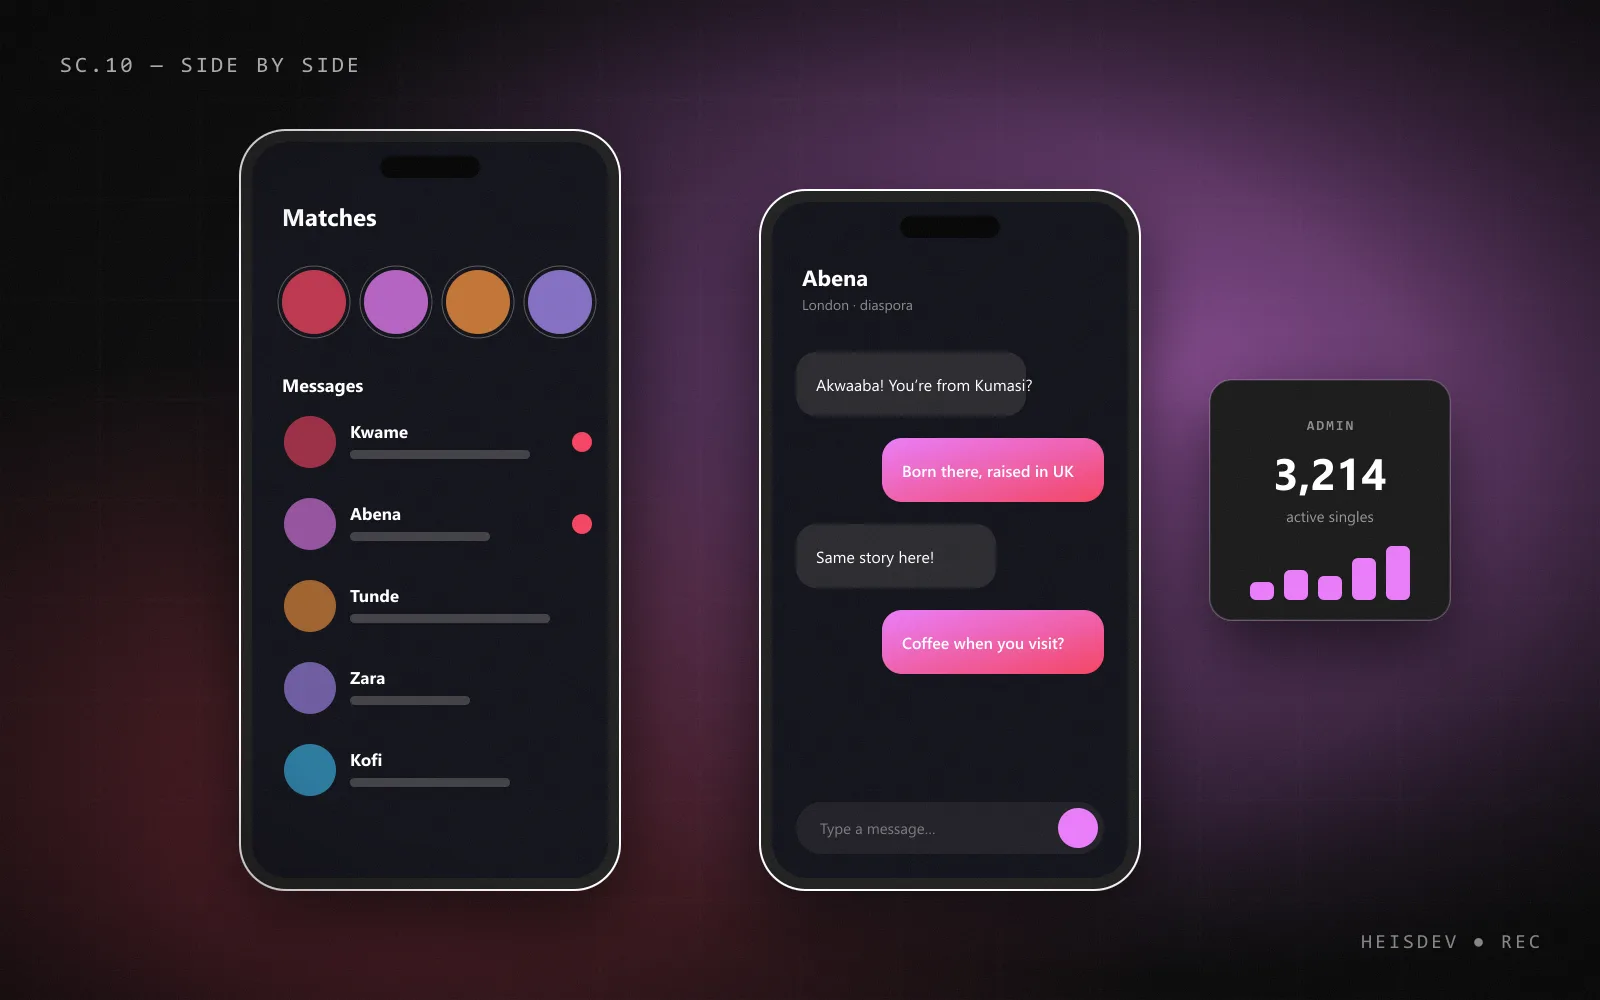 SC.10 — SIDE BY SIDE
Matches
Messages
Kwame
Abena
Tunde
Zara
Kofi
Abena
London · diaspora
Akwaaba! You’re from Kumasi?
Born there, raised in UK
Same story here!
Coffee when you visit?
Type a message...
ADMIN
3,214
active singles
HEISDEV ● REC